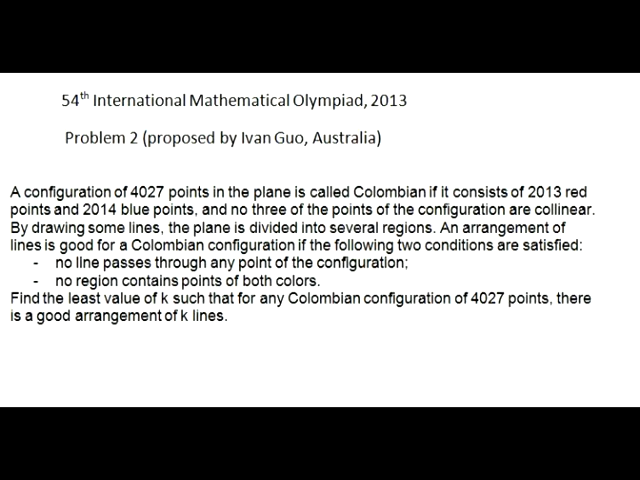 54th International Mathematical Olympiad, 2013
Problem 2 (proposed by Ivan Guo, Australia)
A configuration of 4027 points in the plane is called Colombian if it consists of 2013 red
points and 2014 blue points, and no three of the points of the configuration are collinear.
By drawing some lines, the plane is divided into several regions. An arrangement of
lines is good for a Colombian configuration if the following two conditions are satisfied:
- no line passes through any point of the configuration;
- no region contains points of both colors.
Find the least value of k such that for any Colombian configuration of 4027 points, there
is a good arrangement of k lines.